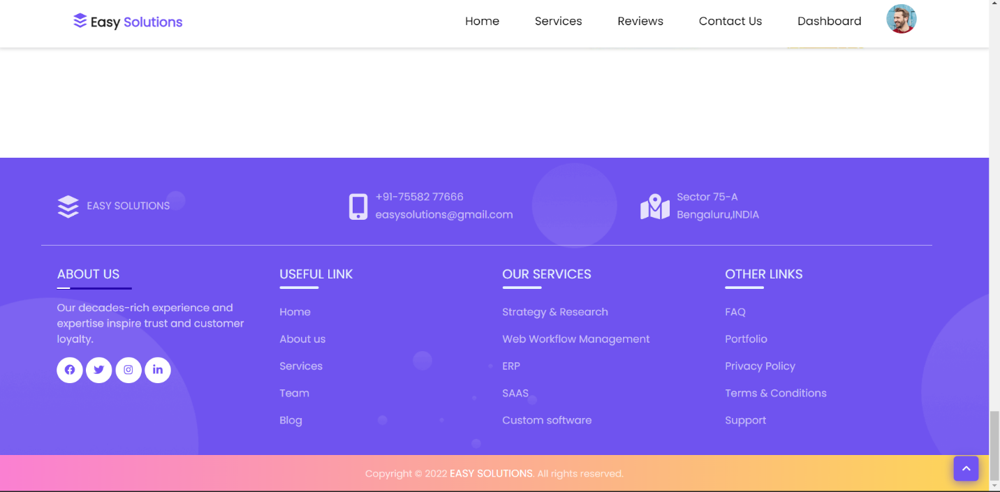 Easy Solutions
Home
Services
Reviews
Contact Us
Dashboard
EASY SOLUTIONS
+91-75582 77666
easysolutions@gmail.com
Sector 75-A
Bengaluru,INDIA
ABOUT US
Our decades-rich experience and
expertise inspire trust and customer
loyalty.
USEFUL LINK
Home
About us
Services
Team
Blog
OUR SERVICES
Strategy & Research
Web Workflow Management
ERP
SAAS
Custom software
OTHER LINKS
FAQ
Portfolio
Privacy Policy
Terms & Conditions
Support
Copyright © 2022 EASY SOLUTIONS. All rights reserved.